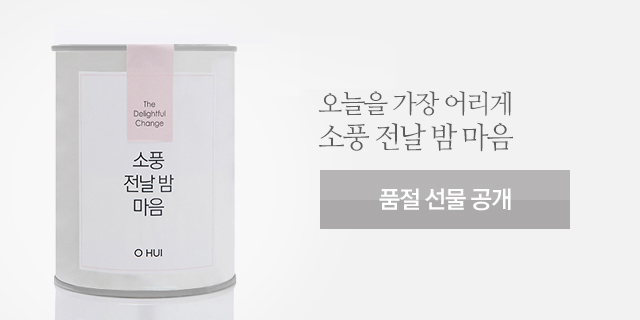 The
Delightful
Change
소풍
전날 밤
마음
O HUI
오늘을 가장 어리게
소풍 전날 밤 마음
품절 선물 공개